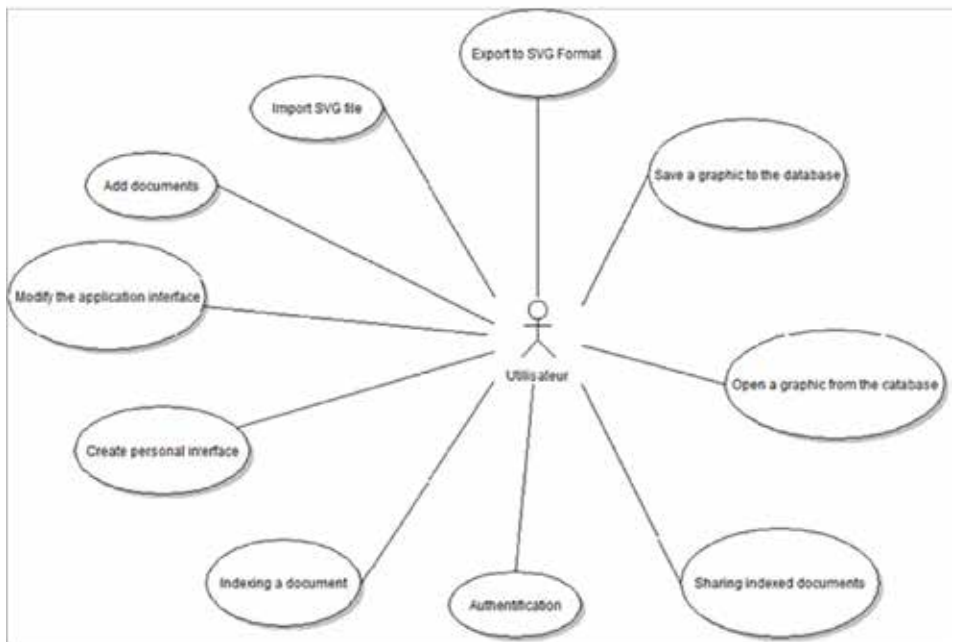 Export to SVG Format
Import SVG file
Save a graphic to the database
Add documents
Modify the application interface
Utilisateur
Open a graphic from the catabase
Create personal inerface
Indexing a document
Authentification
Sharing indexed documents